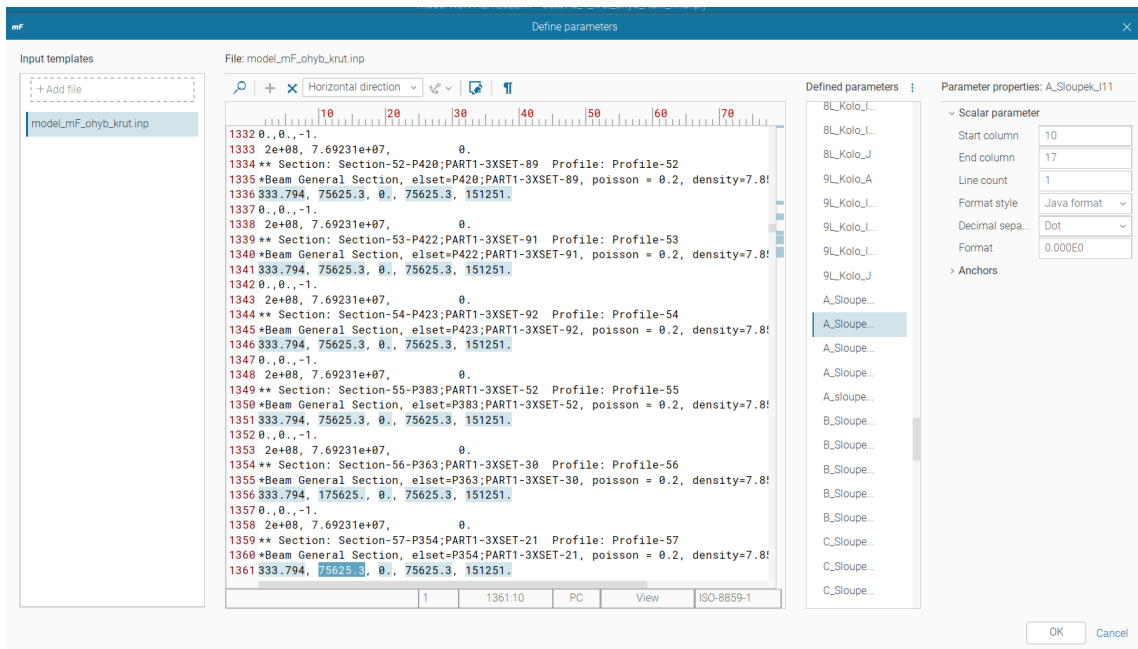 mF
Define parameters
Input templates
+ Add file
model_mF_ohyb_krut.inp
File: model_mF_ohyb_krut.inp
Horizontal direction
10 20 30 40 50 60 70
1332 0.,0.,-1.
1333 2e+08, 7.69231e+07, 0.
1334 ** Section: Section-52-P420;PART1-3XSET-89 Profile: Profile-52
1335 *Beam General Section, elset=P420;PART1-3XSET-89, poisson = 0.2, density=7.85
1336 333.794, 75625.3, 0., 75625.3, 151251.
1337 0.,0.,-1.
1338 2e+08, 7.69231e+07, 0.
1339 ** Section: Section-53-P422;PART1-3XSET-91 Profile: Profile-53
1340 *Beam General Section, elset=P422;PART1-3XSET-91, poisson = 0.2, density=7.85
1341 333.794, 75625.3, 0., 75625.3, 151251.
1342 0.,0.,-1.
1343 2e+08, 7.69231e+07, 0.
1344 ** Section: Section-54-P423;PART1-3XSET-92 Profile: Profile-54
1345 *Beam General Section, elset=P423;PART1-3XSET-92, poisson = 0.2, density=7.85
1346 333.794, 75625.3, 0., 75625.3, 151251.
1347 0.,0.,-1.
1348 2e+08, 7.69231e+07, 0.
1349 ** Section: Section-55-P383;PART1-3XSET-52 Profile: Profile-55
1350 *Beam General Section, elset=P383;PART1-3XSET-52, poisson = 0.2, density=7.85
1351 333.794, 75625.3, 0., 75625.3, 151251.
1352 0.,0.,-1.
1353 2e+08, 7.69231e+07, 0.
1354 ** Section: Section-56-P363;PART1-3XSET-30 Profile: Profile-56
1355 *Beam General Section, elset=P363;PART1-3XSET-30, poisson = 0.2, density=7.85
1356 333.794, 175625., 0., 75625.3, 151251.
1357 0.,0.,-1.
1358 2e+08, 7.69231e+07, 0.
1359 ** Section: Section-57-P354;PART1-3XSET-21 Profile: Profile-57
1360 *Beam General Section, elset=P354;PART1-3XSET-21, poisson = 0.2, density=7.85
1361 333.794, 75625.3, 0., 75625.3, 151251.
1 1361:10 PC View ISO-8859-1
Defined parameters
8L_Kolo_I...
8L_Kolo_I...
8L_Kolo_J
9L_Kolo_A
9L_Kolo_I...
9L_Kolo_I...
9L_Kolo_I...
9L_Kolo_J
A_Sloupe...
A_Sloupe...
A_Sloupe...
A_Sloupe...
A_sloupe...
B_Sloupe...
B_Sloupe...
B_Sloupe...
B_Sloupe...
B_Sloupe...
C_Sloupe...
C_Sloupe...
C_Sloupe...
Parameter properties: A_Sloupek_I11
Scalar parameter
Start column 10
End column 17
Line count 1
Format style Java format
Decimal sepa... Dot
Format 0.000E0
Anchors
OK Cancel